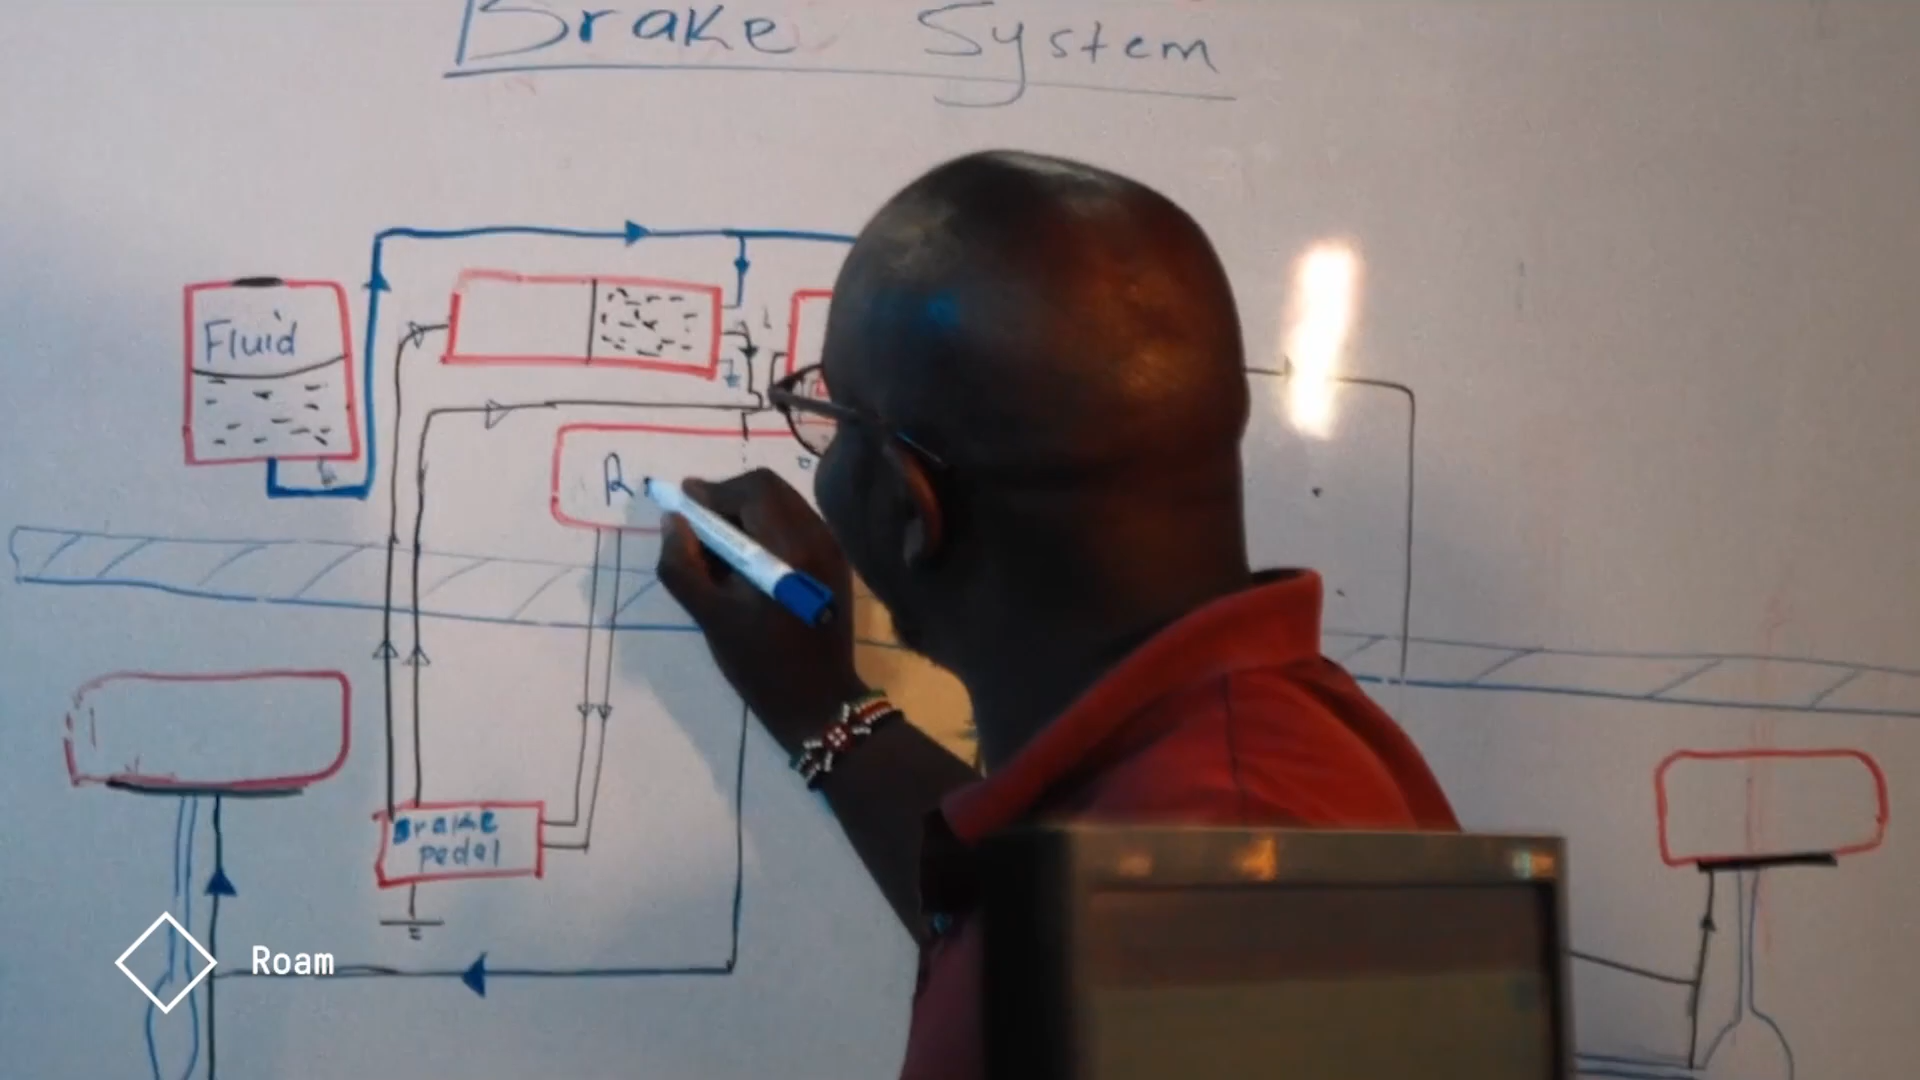 Brake System
Fluid
R
Brake
pedal
Roam